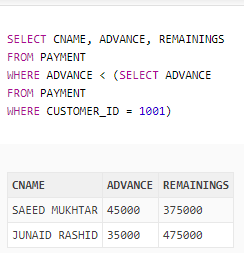 SELECT CNAME, ADVANCE, REMAININGS
FROM PAYMENT
WHERE ADVANCE < (SELECT ADVANCE
FROM PAYMENT
WHERE CUSTOMER_ID = 1001)
CNAME ADVANCE REMAININGS
SAEED MUKHTAR 45000 375000
JUNAID RASHID 35000 475000